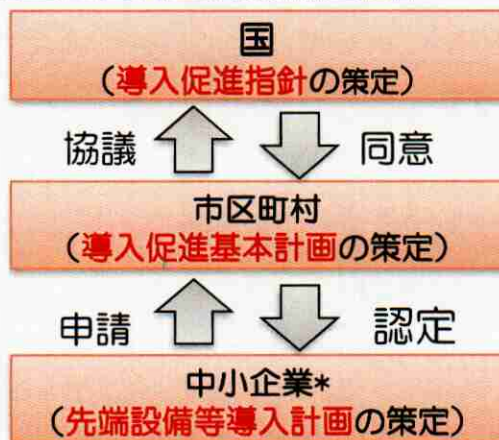 国
（導入促進指針の策定）
協議 同意
市区町村
（導入促進基本計画の策定）
申請 認定
中小企業*
（先端設備等導入計画の策定）